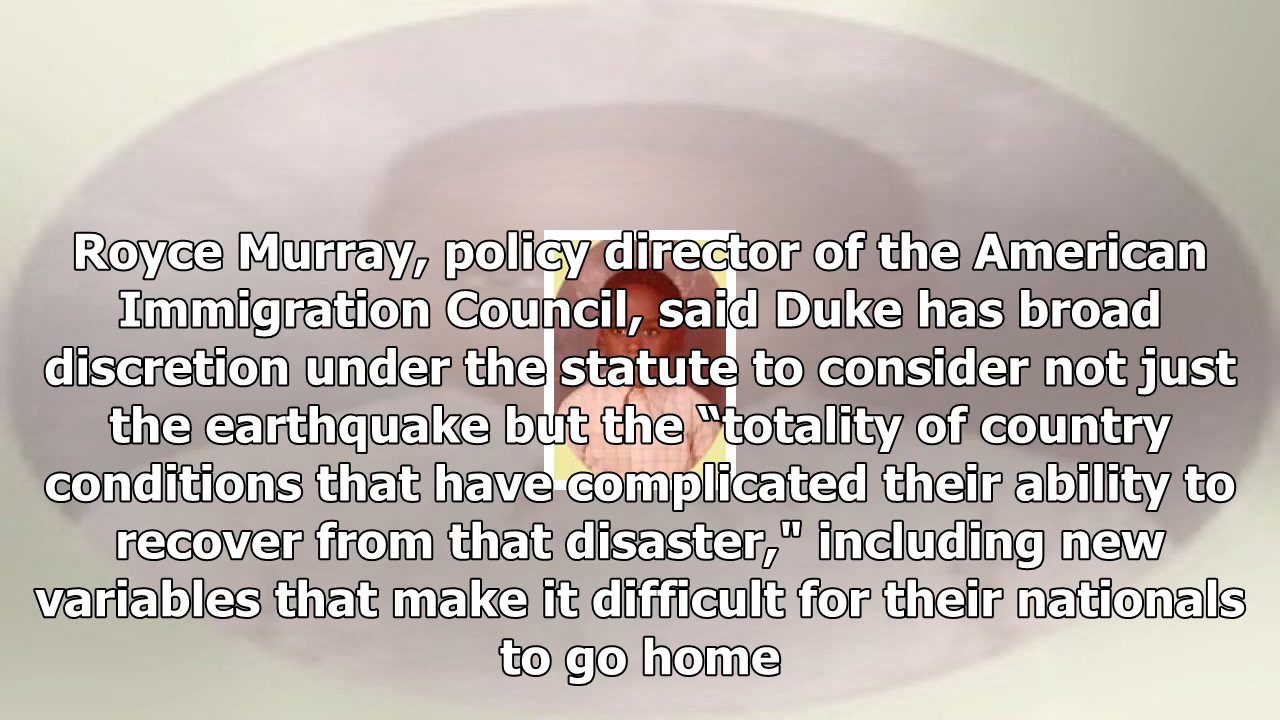 Royce Murray, policy director of the American
Immigration Council, said Duke has broad
discretion under the statute to consider not just
the earthquake but the “totality of country
conditions that have complicated their ability to
recover from that disaster," including new
variables that make it difficult for their nationals
to go home